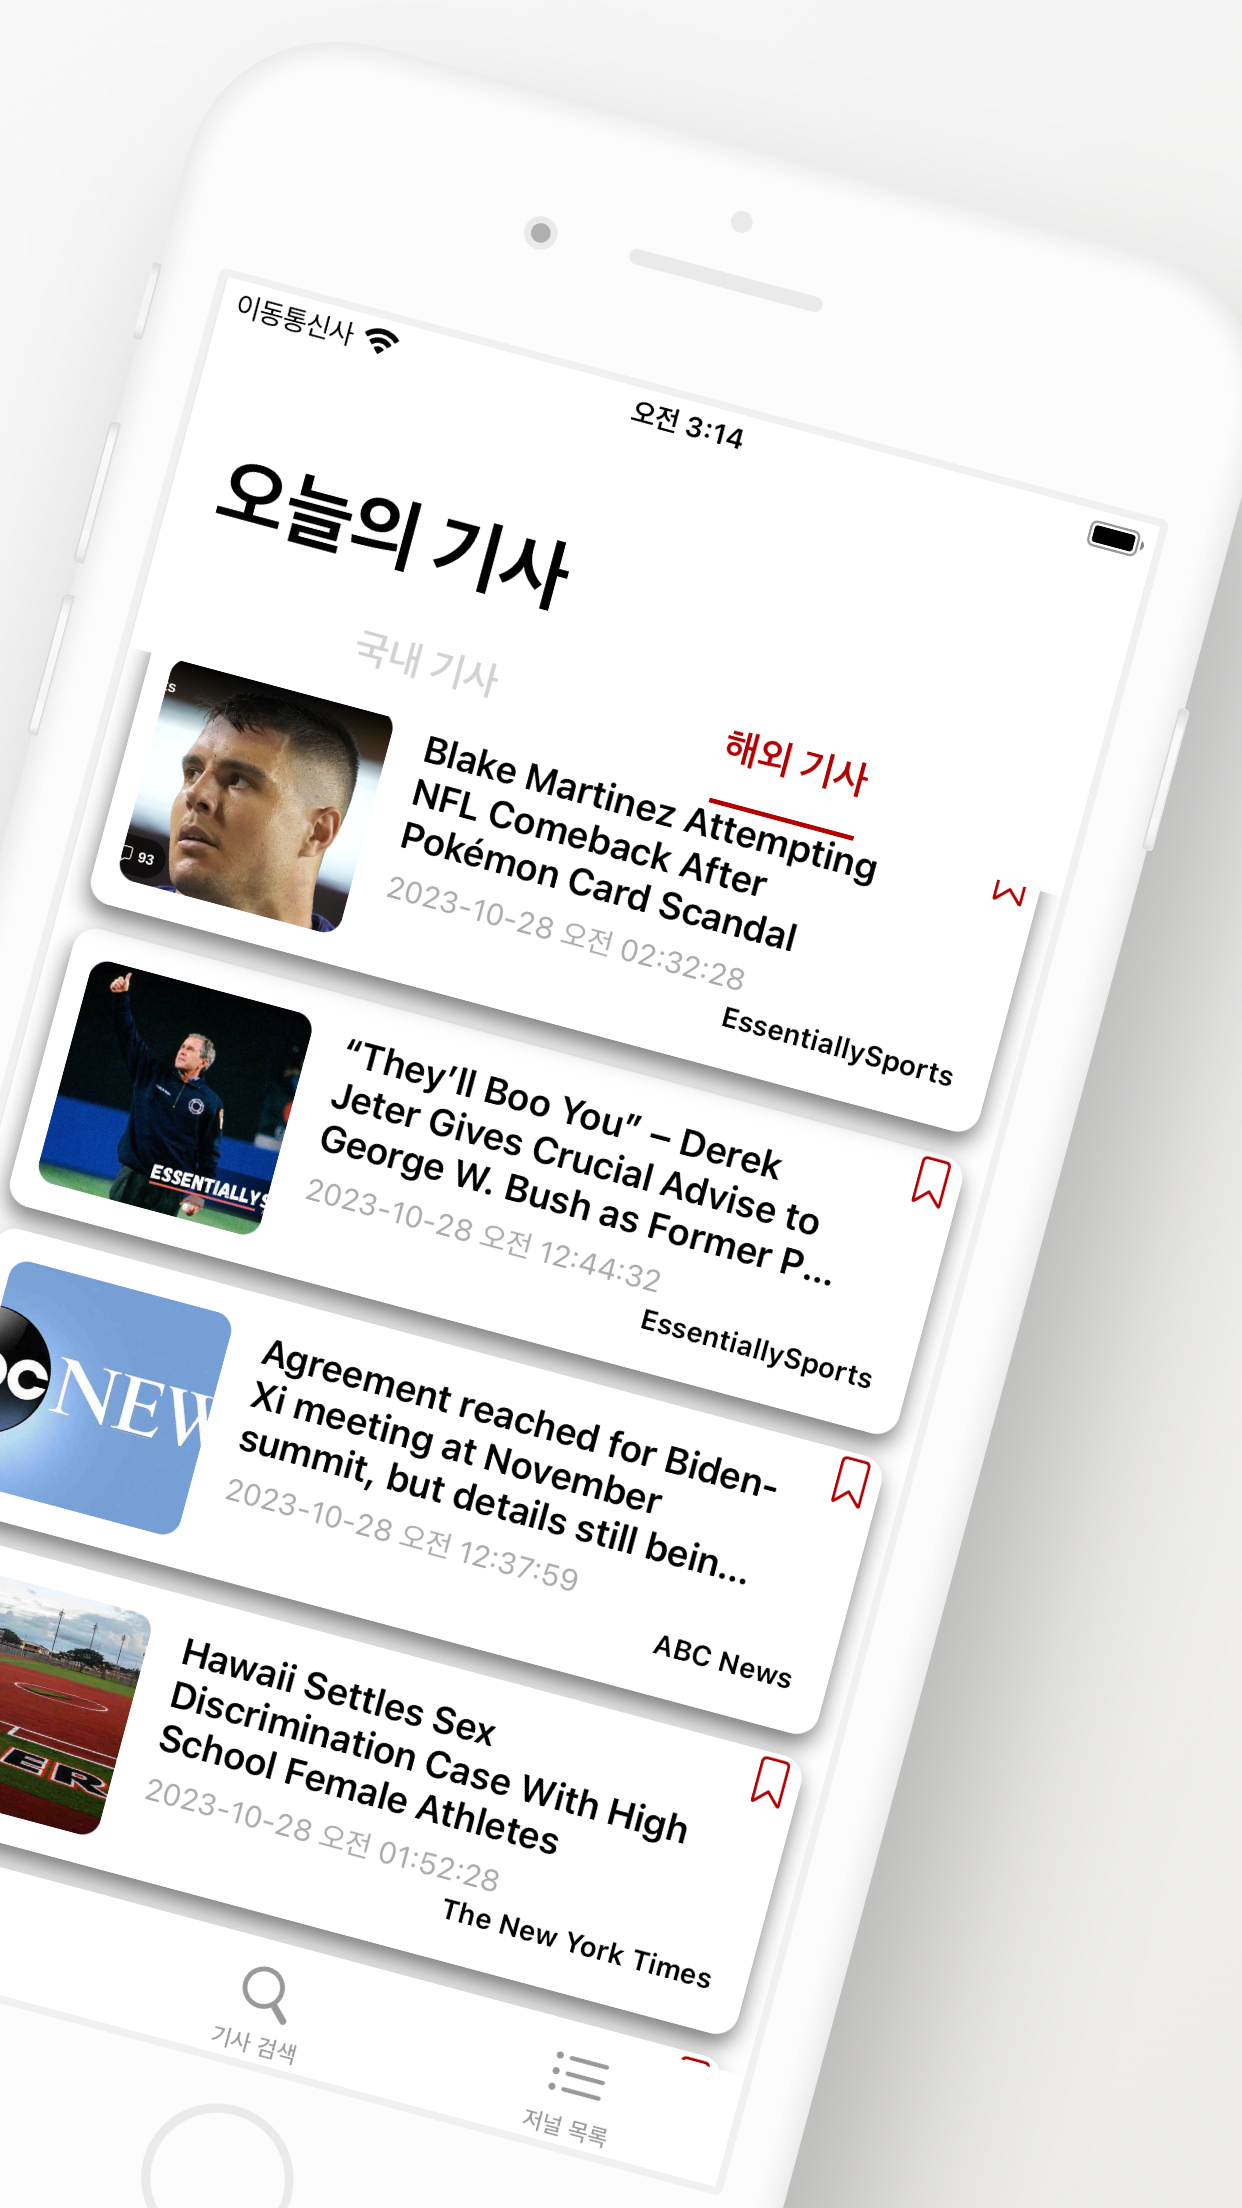 이동통신사
오전 3:14
오늘의 기사
국내 기사
해외 기사
93
Blake Martinez Attempting
NFL Comeback After
Pokémon Card Scandal
2023-10-28 오전 02:32:28
EssentiallySports
ESSENTIALLYS
“They’ll Boo You” – Derek
Jeter Gives Crucial Advise to
George W. Bush as Former P...
2023-10-28 오전 12:44:32
EssentiallySports
bc NEW
Agreement reached for Biden-
Xi meeting at November
summit, but details still bein...
2023-10-28 오전 12:37:59
ABC News
ER
Hawaii Settles Sex
Discrimination Case With High
School Female Athletes
2023-10-28 오전 01:52:28
The New York Times
기사 검색
저널 목록